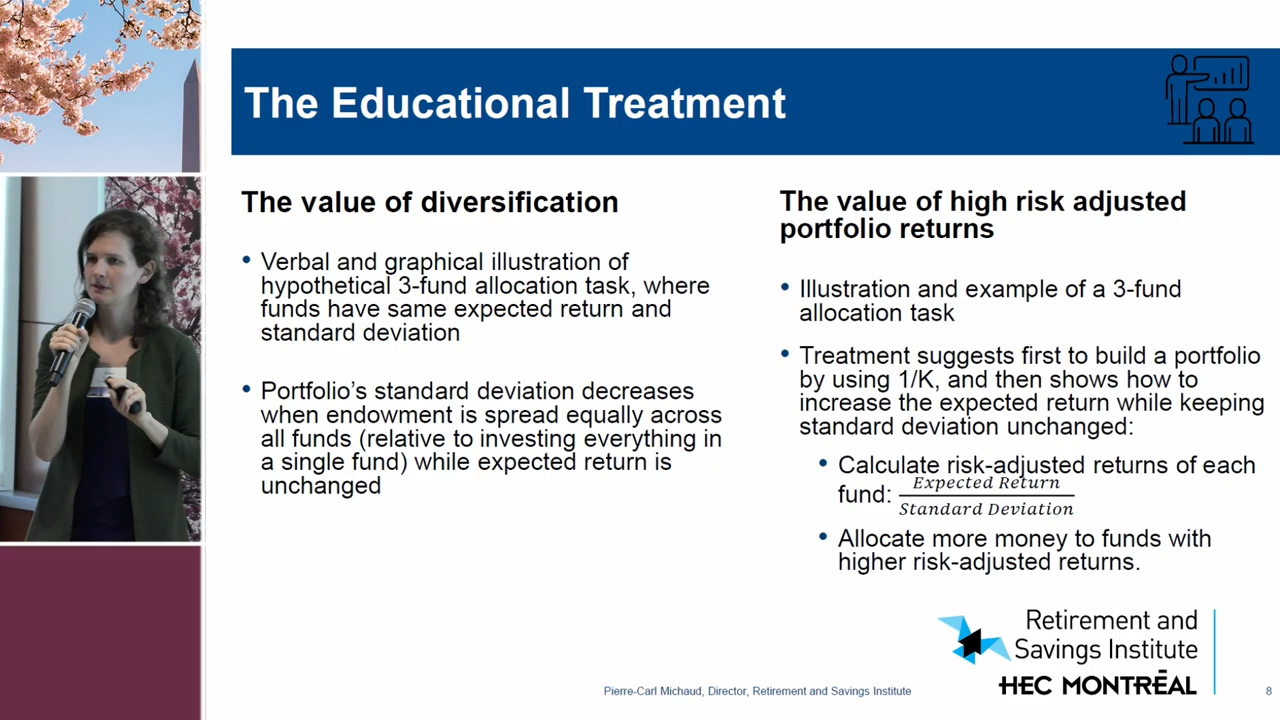 The Educational Treatment
The value of diversification
• Verbal and graphical illustration of
hypothetical 3-fund allocation task, where
funds have same expected return and
standard deviation
• Portfolio's standard deviation decreases
when endowment is spread equally across
all funds (relative to investing everything in
a single fund) while expected return is
unchanged
The value of high risk adjusted
portfolio returns
• Illustration and example of a 3-fund
allocation task
• Treatment suggests first to build a portfolio
by using 1/K, and then shows how to
increase the expected return while keeping
standard deviation unchanged:
• Calculate risk-adjusted returns of each
fund: Expected Return
Standard Deviation
• Allocate more money to funds with
higher risk-adjusted returns.
Retirement and
Savings Institute
HEC MONTRÉAL
Pierre-Carl Michaud, Director, Retirement and Savings Institute
8